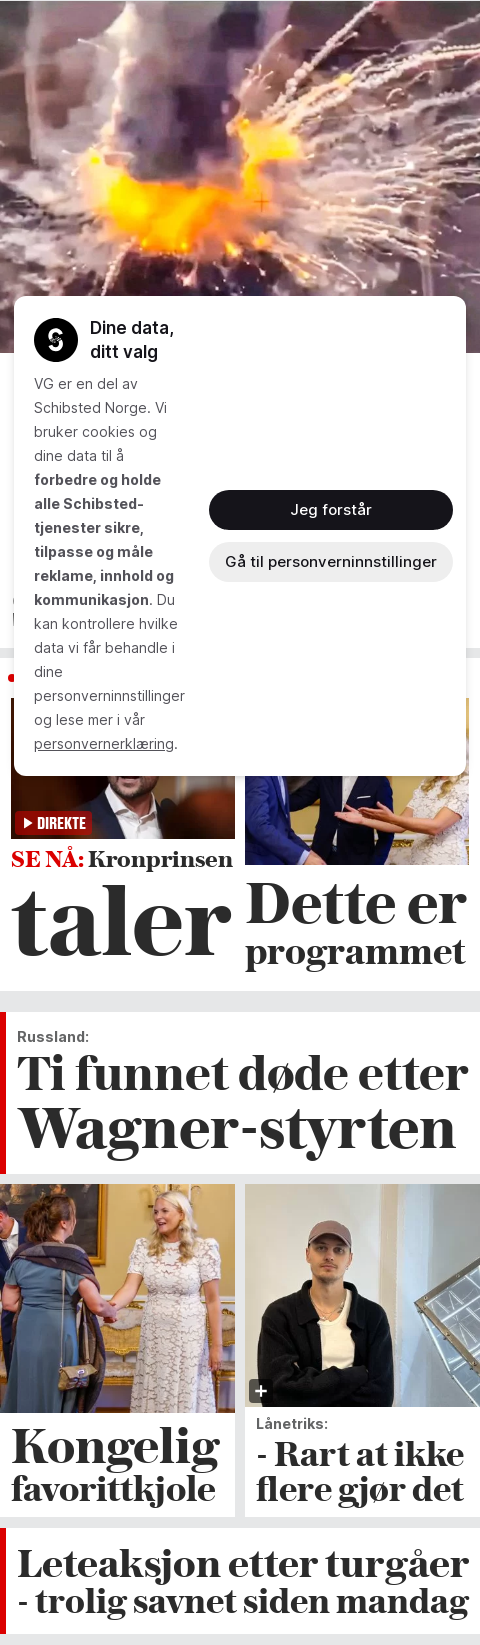 Dine data,
ditt valg
VG er en del av
Schibsted Norge. Vi
bruker cookies og
dine data til å
forbedre og holde
alle Schibsted-
tjenester sikre,
tilpasse og måle
reklame, innhold og
kommunikasjon. Du
kan kontrollere hvilke
data vi får behandle i
dine
personverninnstillinger
og lese mer i vår
personvernerklæring.
Jeg forstår
Gå til personverninnstillinger
DIREKTE
SE NÅ: Kronprinsen
taler
Dette er
programmet
Russland:
Ti funnet døde etter
Wagner-styrten
Kongelig
favorittkjole
Lånetriks:
- Rart at ikke
flere gjør det
Leteaksjon etter turgåer
- trolig savnet siden mandag